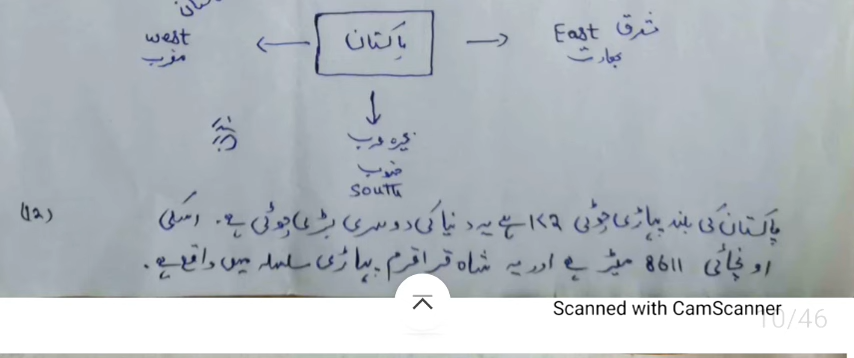 west
مغرب
پاکستان
East مشرق
بھارت
بحیرہ عرب
جنوب
South
(12) پاکستان کی بلند پہاڑی چوٹی K2 ہے یہ دنیا کی دوسری بڑی چوٹی ہے۔ اسکی
اونچائی 8611 میٹر ہے اور یہ شاہ قراقرم پہاڑی سلسلہ میں واقع ہے۔
Scanned with CamScanner
10/46